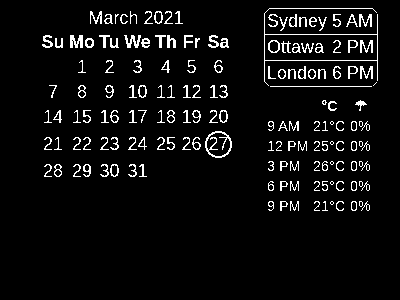 March 2021
Su Mo Tu We Th Fr Sa
1 2 3 4 5 6
7 8 9 10 11 12 13
14 15 16 17 18 19 20
21 22 23 24 25 26 27
28 29 30 31
Sydney 5 AM
Ottawa 2 PM
London 6 PM
°C ☂
9 AM 21°C 0%
12 PM 25°C 0%
3 PM 26°C 0%
6 PM 25°C 0%
9 PM 21°C 0%